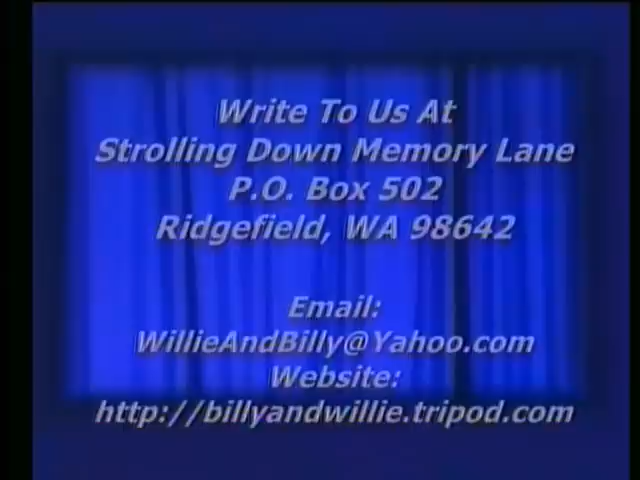 Write To Us At
Strolling Down Memory Lane
P.O. Box 502
Ridgefield, WA 98642
Email:
WillieAndBilly@Yahoo.com
Website:
http://billyandwillie.tripod.com